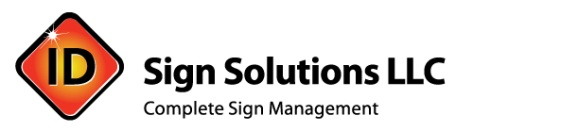 ID
Sign Solutions LLC
Complete Sign Management